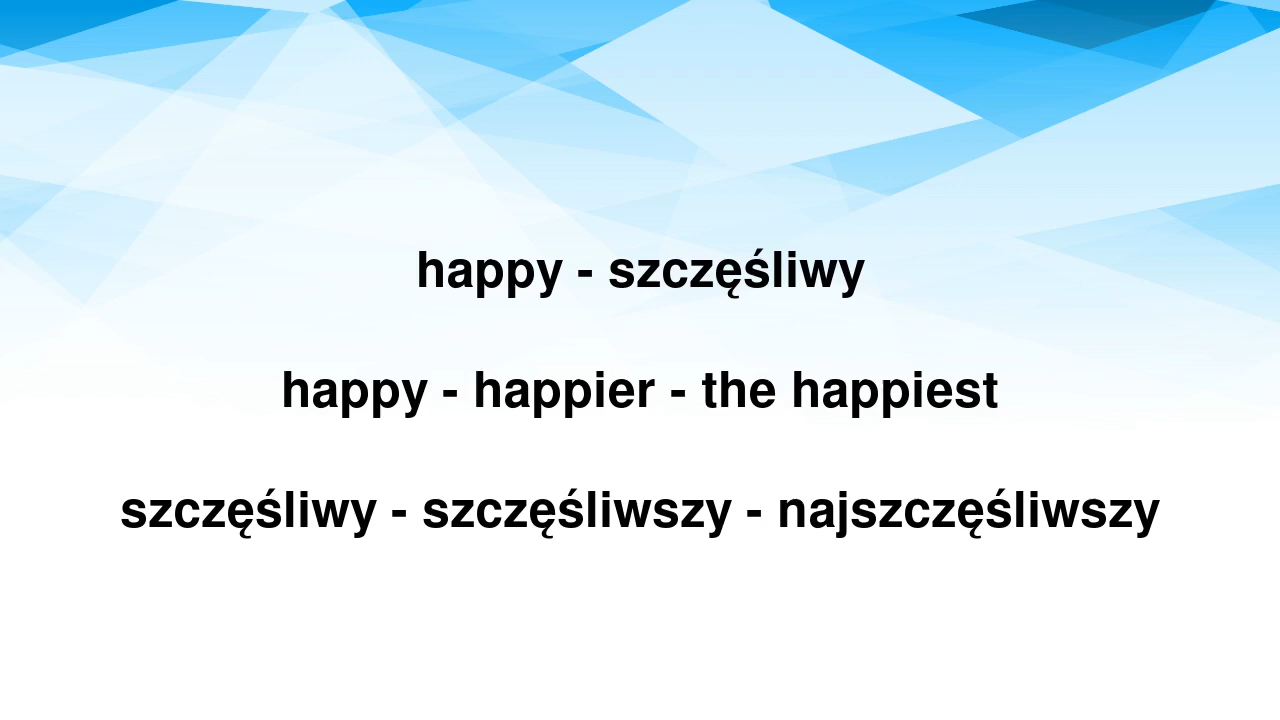 happy - szczęśliwy
happy - happier - the happiest
szczęśliwy - szczęśliwszy - najszczęśliwszy